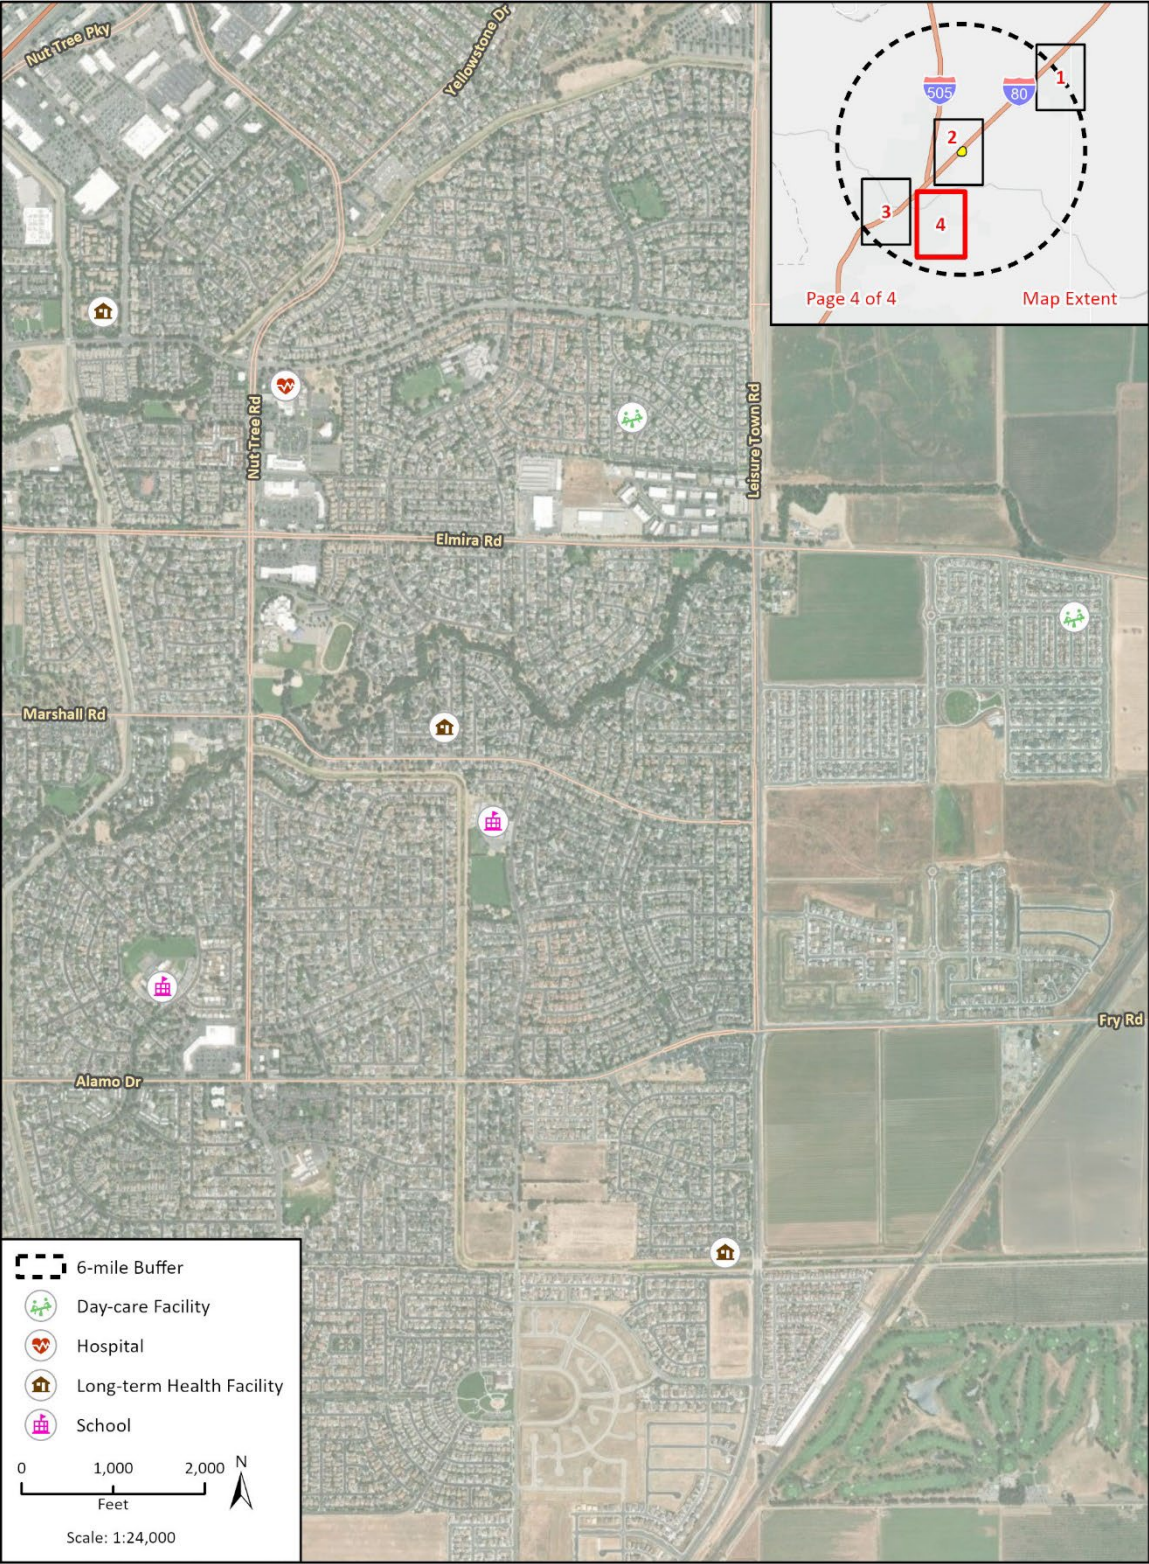 Nut Tree Pky
Yellowstone Dr
505
80
1
2
3
4
Page 4 of 4
Map Extent
Nut Tree Rd
Leisure Town Rd
Elmira Rd
Marshall Rd
Fry Rd
Alamo Dr
6-mile Buffer
Day-care Facility
Hospital
Long-term Health Facility
School
0 1,000 2,000 N
Feet
Scale: 1:24,000